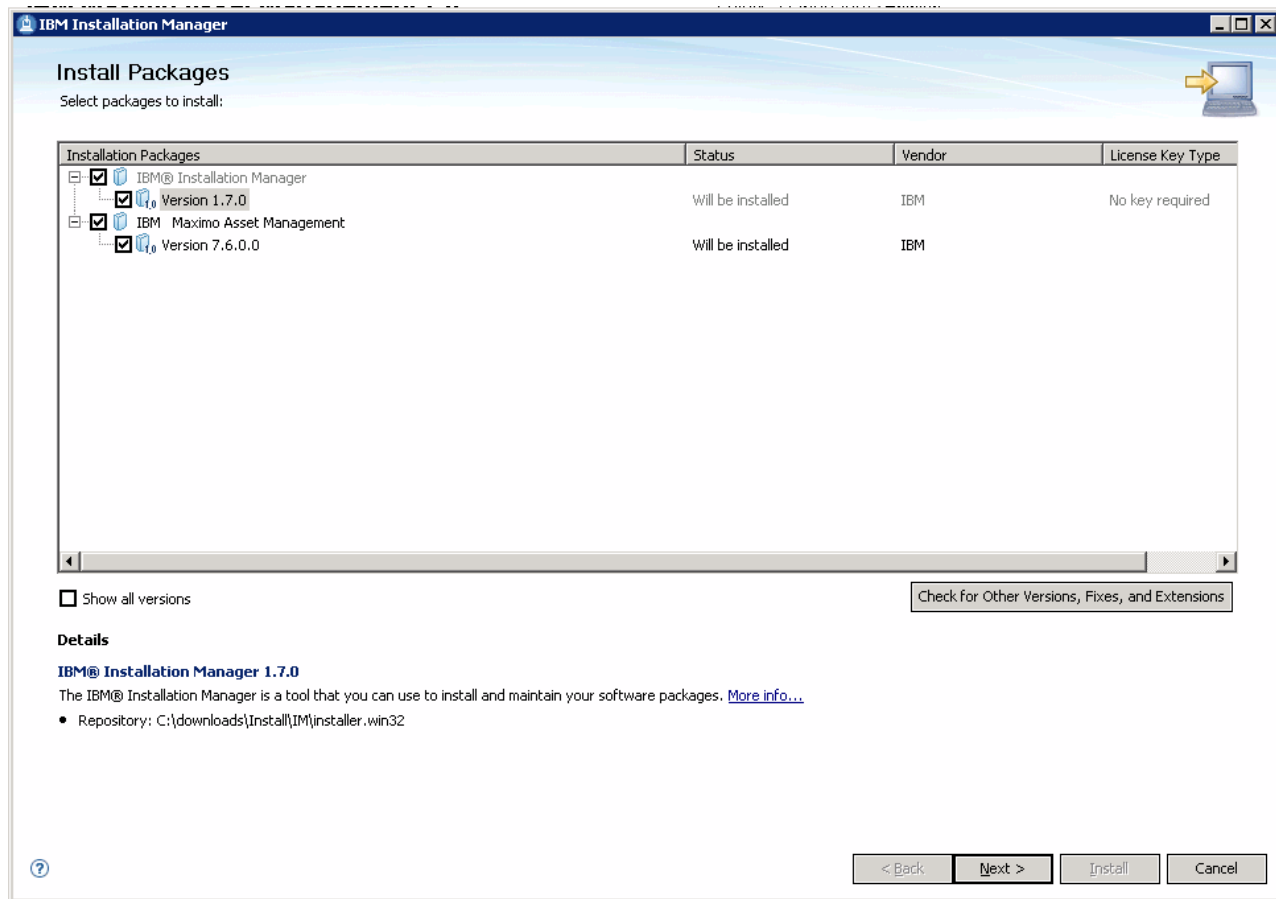 IBM Installation Manager
Install Packages
Select packages to install:
Installation Packages Status Vendor License Key Type
IBM® Installation Manager
Version 1.7.0 Will be installed IBM No key required
IBM Maximo Asset Management
Version 7.6.0.0 Will be installed IBM
Show all versions
Check for Other Versions, Fixes, and Extensions
Details
IBM® Installation Manager 1.7.0
The IBM® Installation Manager is a tool that you can use to install and maintain your software packages. More info...
• Repository: C:\downloads\Install\IM\installer.win32
< Back Next > Install Cancel